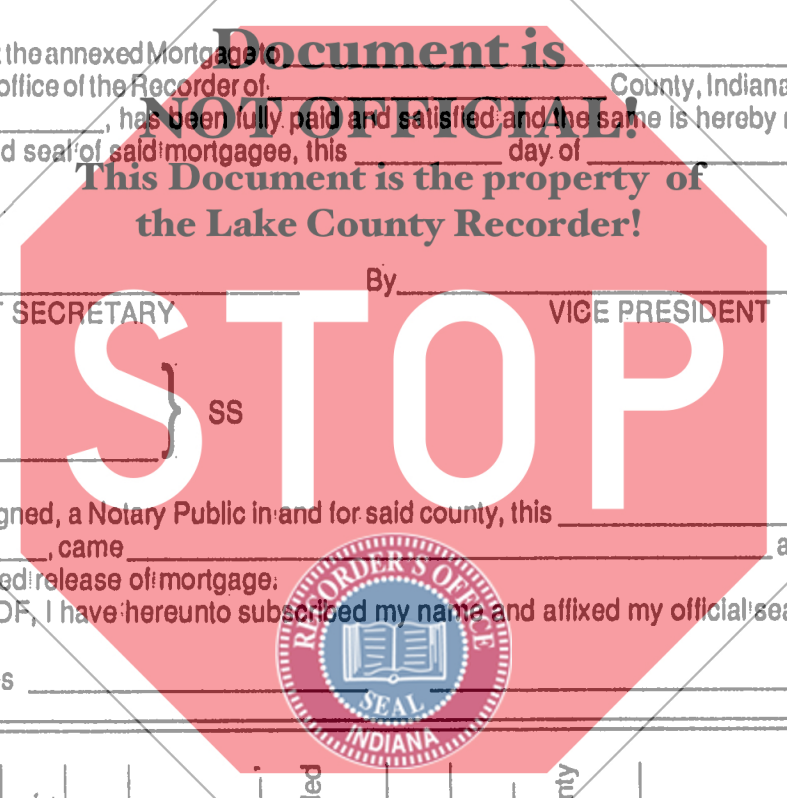 the annexed Mortgage to
Document is
office of the Recorder of County, Indiana
NOT OFFICIAL!
, has been fully paid and satisfied and the same is hereby
d seal of said mortgagee, this day of
This Document is the property of
the Lake County Recorder!
By
SECRETARY VICE PRESIDENT
STOP
} SS
gned, a Notary Public in and for said county, this
, came a
ed release of mortgage.
OF, I have hereunto subscribed my name and affixed my official sea
RECORDER'S OFFICE
s
SEAL
INDIANA
ded
nty